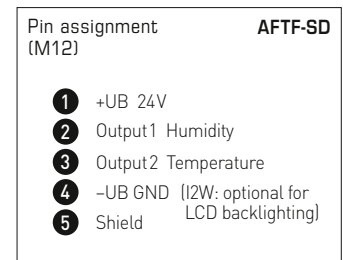 Pin assignment AFTF-SD
(M12)
1 +UB 24V
2 Output1 Humidity
3 Output2 Temperature
4 –UB GND (I2W: optional for
5 Shield LCD backlighting)